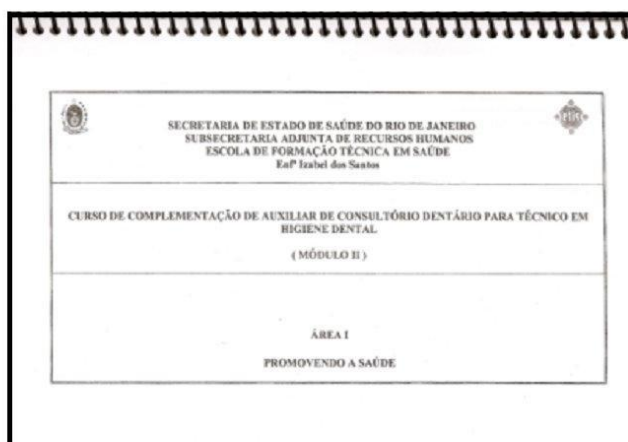 SECRETARIA DE ESTADO DE SAÚDE DO RIO DE JANEIRO
SUBSECRETARIA ADJUNTA DE RECURSOS HUMANOS
ESCOLA DE FORMAÇÃO TÉCNICA EM SAÚDE
Enfª Izabel dos Santos
CURSO DE COMPLEMENTAÇÃO DE AUXILIAR DE CONSULTÓRIO DENTÁRIO PARA TÉCNICO EM
HIGIENE DENTAL
( MÓDULO II )
ÁREA I
PROMOVENDO A SAÚDE